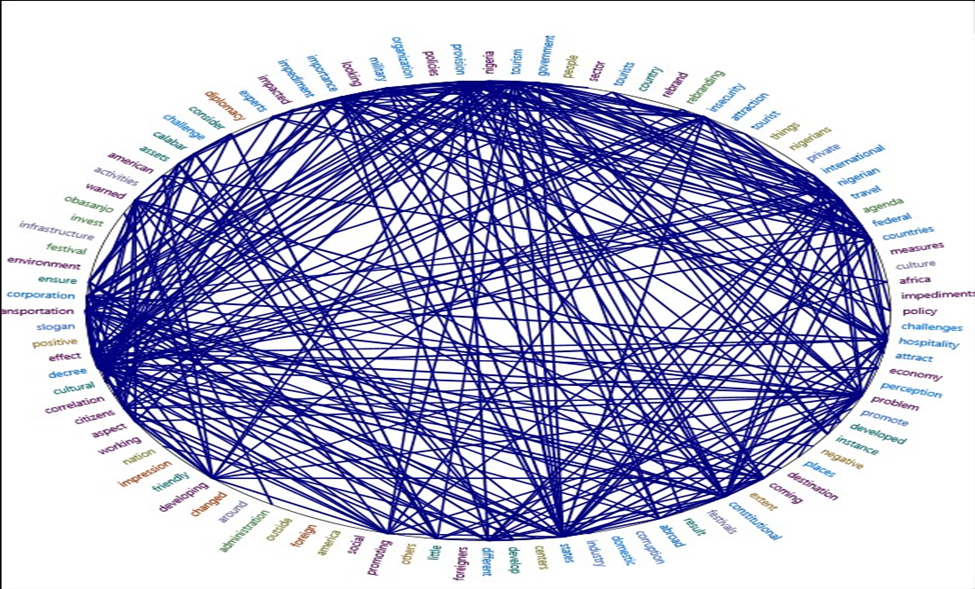 nigeria
tourism
government
people
sector
tourists
country
rebrand
rebranding
insecurity
attraction
tourist
things
nigerians
private
international
nigerian
travel
agenda
federal
countries
measures
culture
africa
impediments
policy
challenges
hospitality
attract
economy
perception
problem
promote
developed
instance
negative
places
destination
coming
extent
constitutional
festivals
result
abroad
corruption
domestic
industry
states
centers
develop
different
foreigners
little
others
promoting
social
america
foreign
outside
administration
around
changed
developing
friendly
impression
nation
working
aspect
citizens
correlation
cultural
decree
effect
positive
slogan
ansportation
corporation
ensure
environment
festival
infrastructure
invest
obasanjo
warned
activities
american
assets
calabar
challenge
consider
diplomacy
experts
impacted
impediment
importance
looking
military
organization
policies
provision